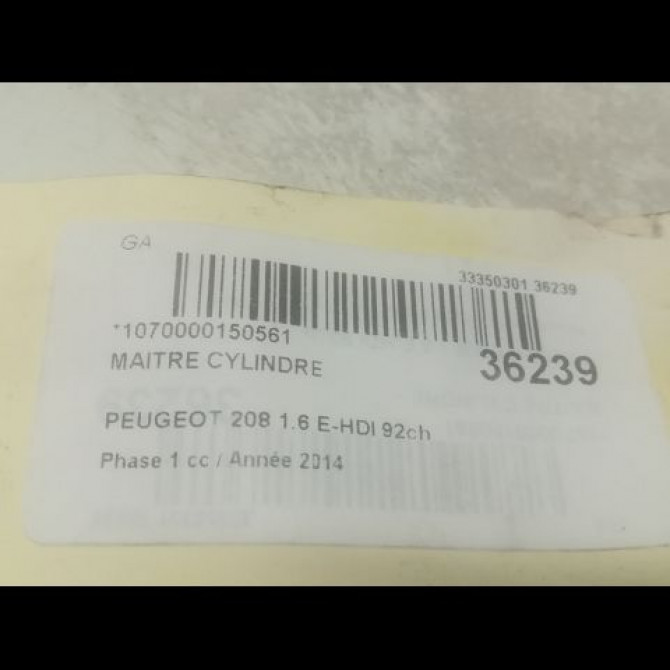 GA
33350301 36239
*1070000150561
MAITRE CYLINDRE 36239
PEUGEOT 208 1.6 E-HDI 92ch
Phase 1 cc / Année 2014